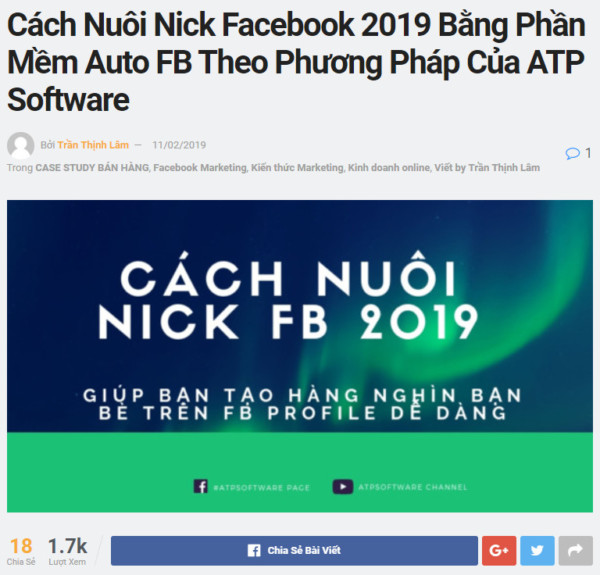 Cách Nuôi Nick Facebook 2019 Bằng Phần
Mềm Auto FB Theo Phương Pháp Của ATP
Software
Bởi Trần Thịnh Lâm — 11/02/2019
1
Trong CASE STUDY BÁN HÀNG, Facebook Marketing, Kiến thức Marketing, Kinh doanh online, Viết by Trần Thịnh Lâm
CÁCH NUÔI
NICK FB 2019
GIÚP BẠN TẠO HÀNG NGHÌN BẠN
BÈ TRÊN FB PROFILE DỄ DÀNG
#ATPSOFTWARE PAGE
ATPSOFTWARE CHANNEL
18
Chia Sẻ
1.7k
Lượt Xem
Chia Sẻ Bài Viết
G+